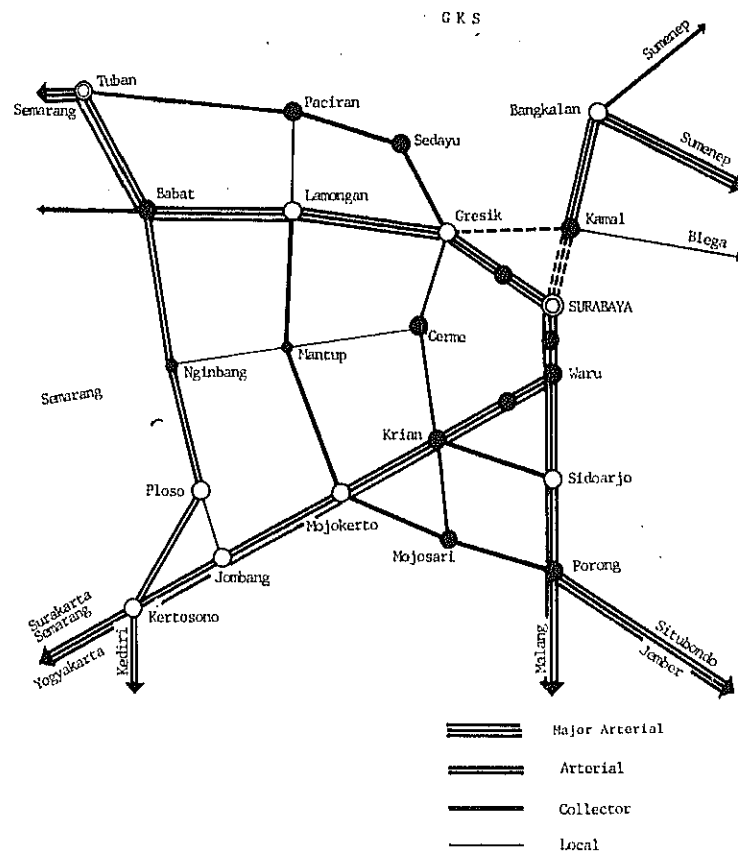 G K S
Sumenep
Tuban
Semarang
Paciran
Bangkalan
Sedayu
Sumenep
Babat
Lamongan
Gresik
Kamal
Blega
SURABAYA
Cerme
Mantup
Nginbang
Waru
Semarang
Krian
Ploso
Sidoarjo
Mojokerto
Mojosari
Jombang
Porong
Kertosono
Surakarta
Semarang
Yogyakarta
Kediri
Malang
Situbondo
Jember
Major Arterial
Arterial
Collector
Local